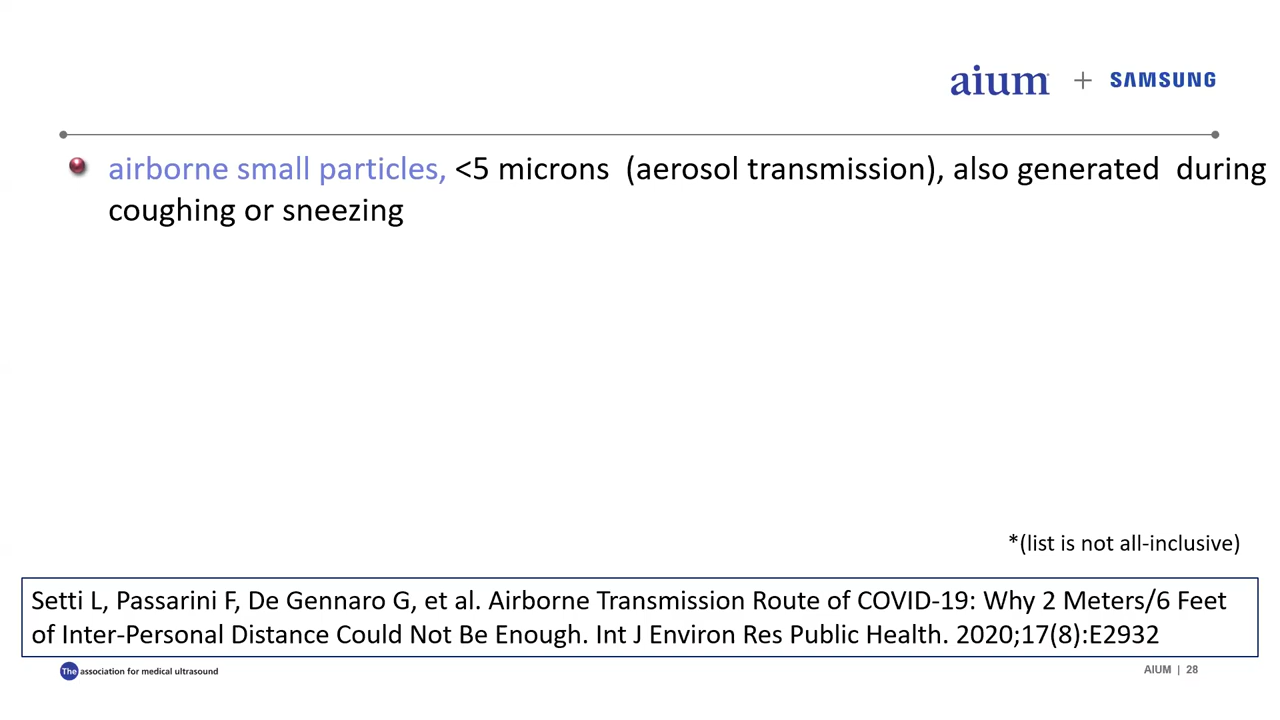 aium + SAMSUNG
airborne small particles, <5 microns (aerosol transmission), also generated during
coughing or sneezing
*(list is not all-inclusive)
Setti L, Passarini F, De Gennaro G, et al. Airborne Transmission Route of COVID-19: Why 2 Meters/6 Feet
of Inter-Personal Distance Could Not Be Enough. Int J Environ Res Public Health. 2020;17(8):E2932
The association for medical ultrasound
AIUM | 28